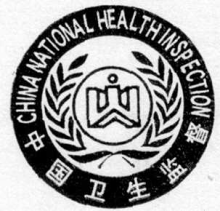 CHINA NATIONAL HEALTH INSPECTION
中国卫生监督